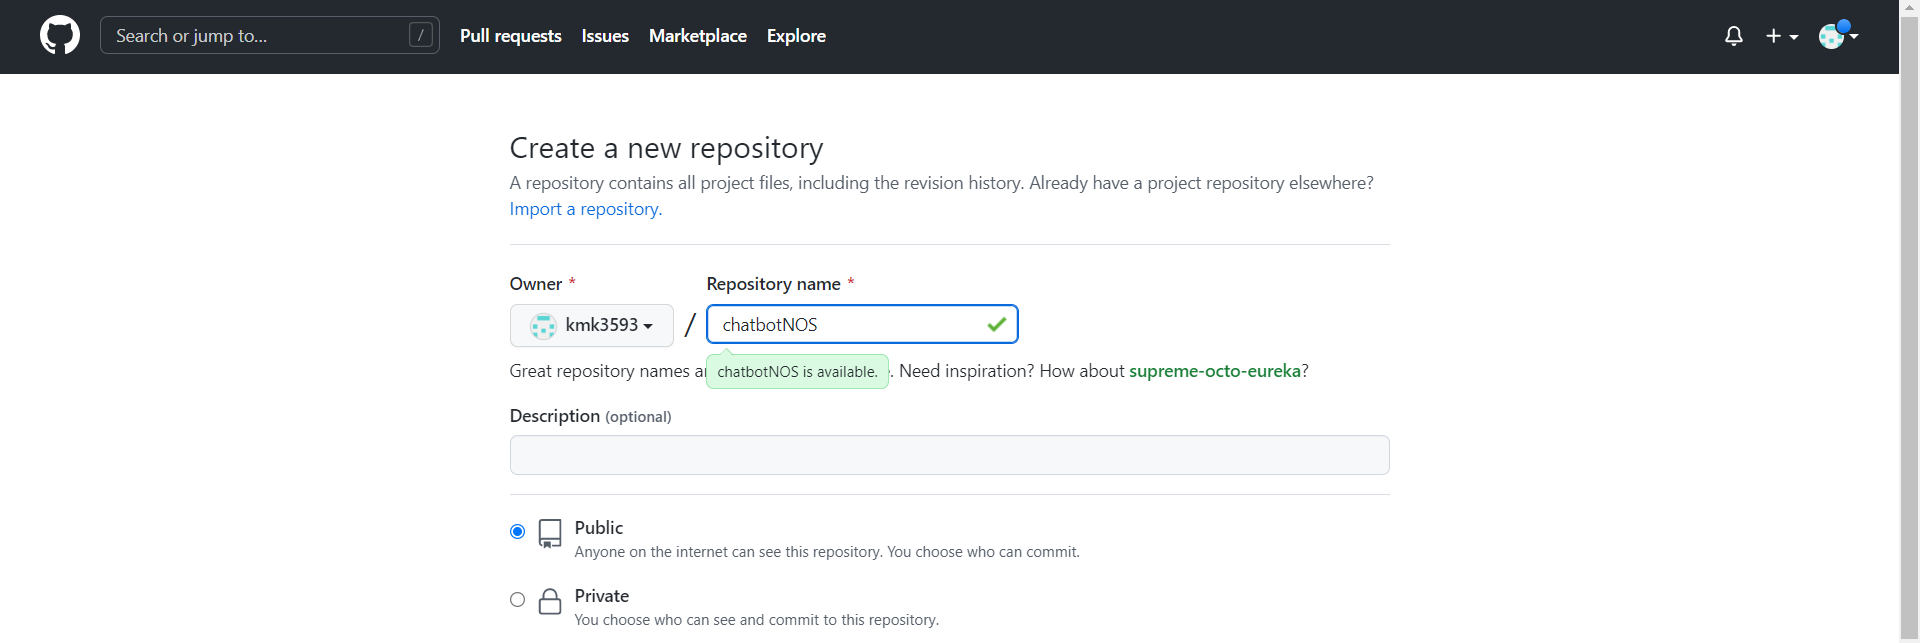 Search or jump to... / Pull requests Issues Marketplace Explore
Create a new repository
A repository contains all project files, including the revision history. Already have a project repository elsewhere?
Import a repository.
Owner * Repository name *
kmk3593 / chatbotNOS
Great repository names a chatbotNOS is available. . Need inspiration? How about supreme-octo-eureka?
Description (optional)
Public
Anyone on the internet can see this repository. You choose who can commit.
Private
You choose who can see and commit to this repository.